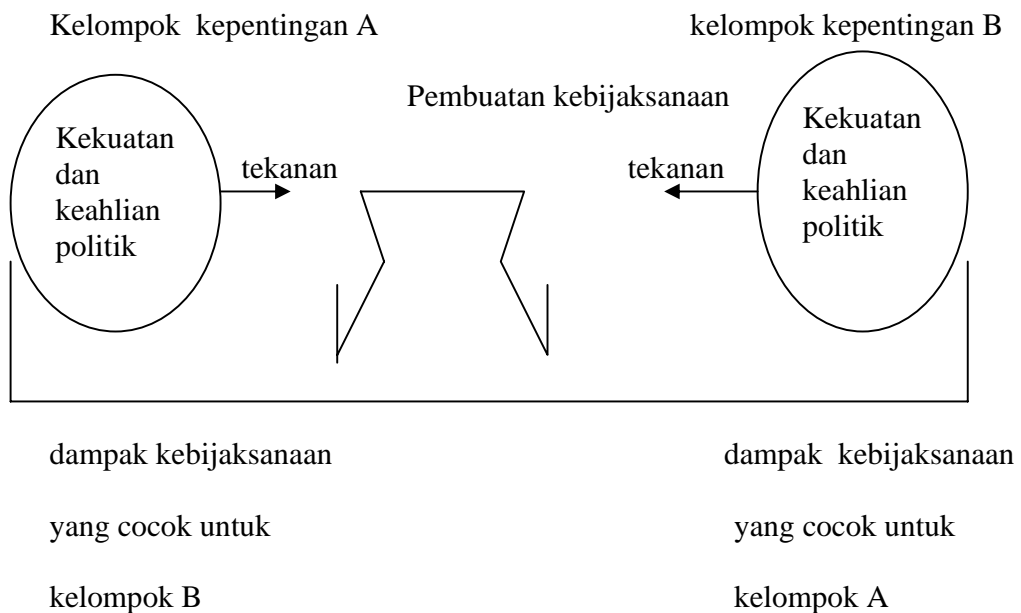 Kelompok kepentingan A
kelompok kepentingan B
Pembuatan kebijaksanaan
Kekuatan
dan
keahlian
politik
tekanan
tekanan
Kekuatan
dan
keahlian
politik
dampak kebijaksanaan
yang cocok untuk
kelompok B
dampak kebijaksanaan
yang cocok untuk
kelompok A